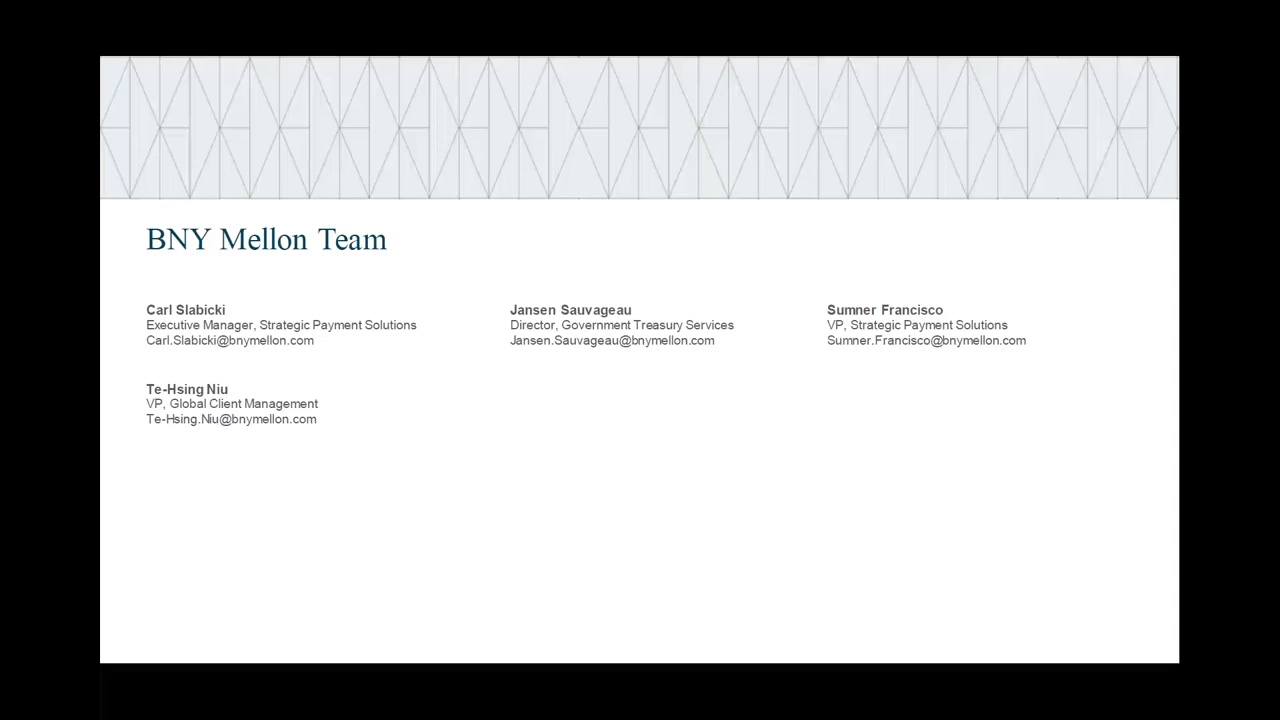 BNY Mellon Team
Carl Slabicki
Executive Manager, Strategic Payment Solutions
Carl.Slabicki@bnymellon.com
Jansen Sauvageau
Director, Government Treasury Services
Jansen.Sauvageau@bnymellon.com
Sumner Francisco
VP, Strategic Payment Solutions
Sumner.Francisco@bnymellon.com
Te-Hsing Niu
VP, Global Client Management
Te-Hsing.Niu@bnymellon.com